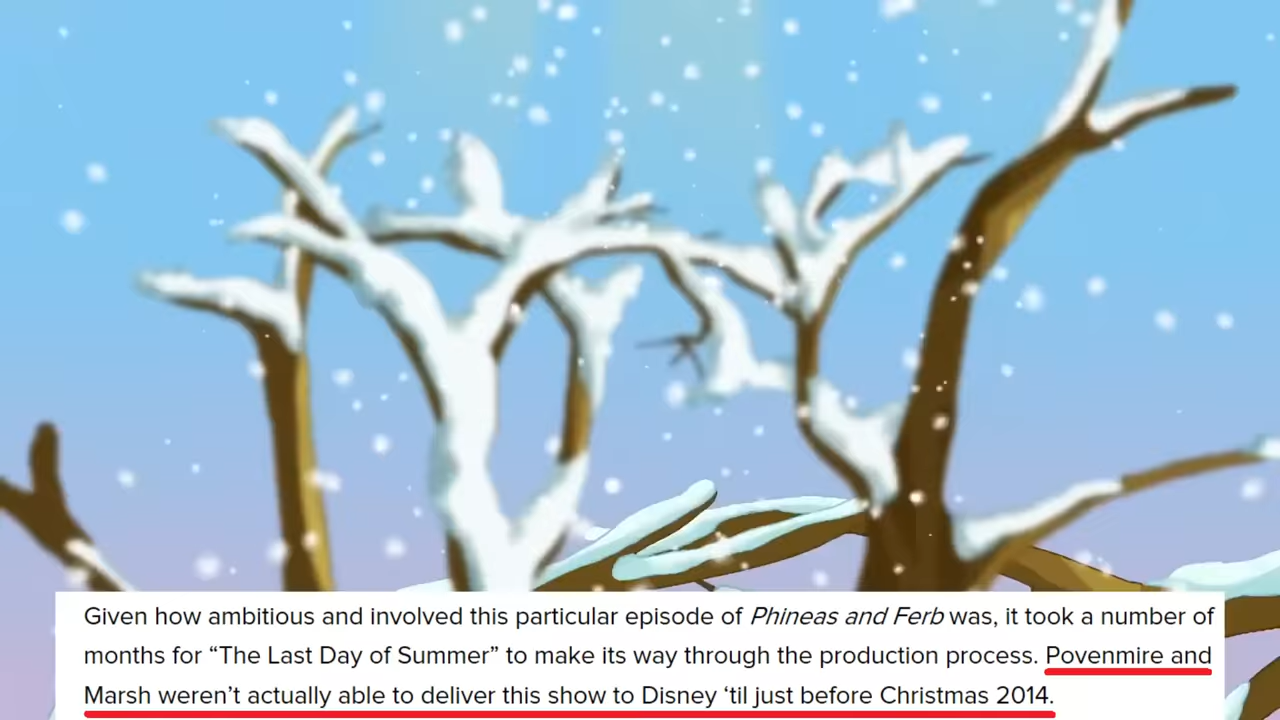 Given how ambitious and involved this particular episode of Phineas and Ferb was, it took a number of
months for “The Last Day of Summer” to make its way through the production process. Povenmire and
Marsh weren’t actually able to deliver this show to Disney ‘til just before Christmas 2014.